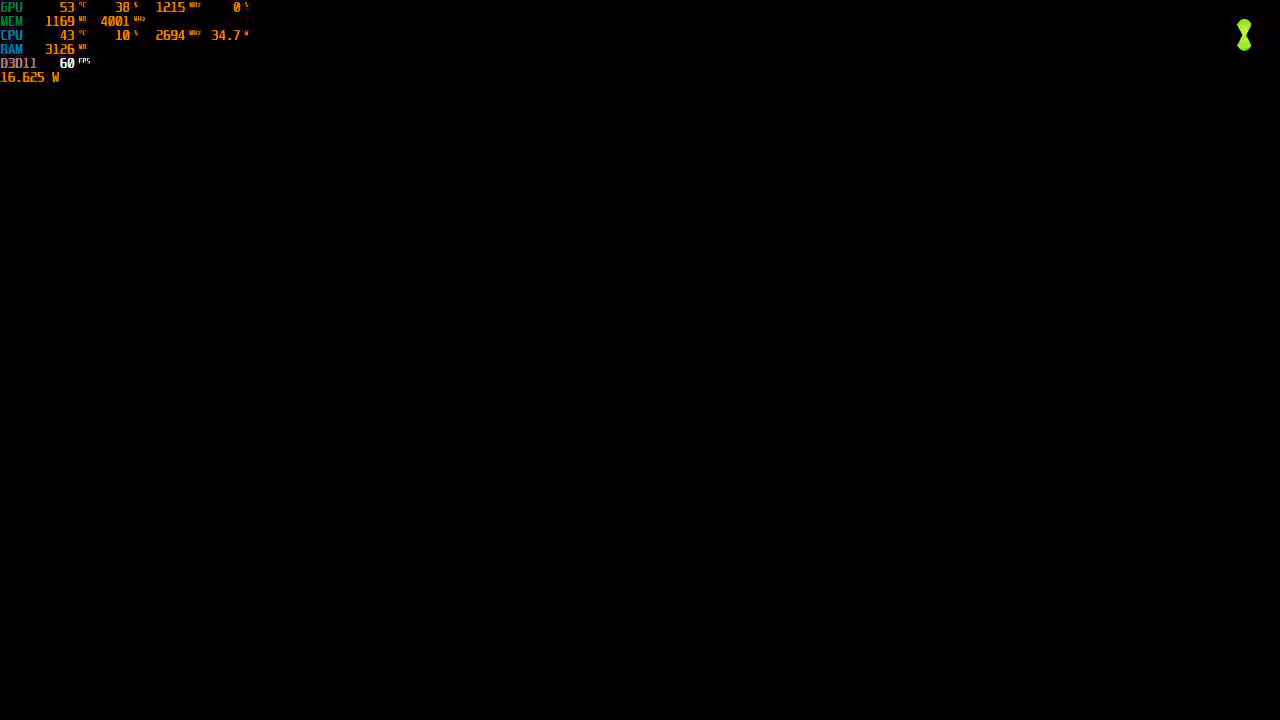 GPU 53 °C 38 % 1215 MHz 0 %
MEM 1169 MB 4001 MHz
CPU 43 °C 10 % 2694 MHz 34.7 W
RAM 3126 MB
D3D11 60 FPS
16.625 W